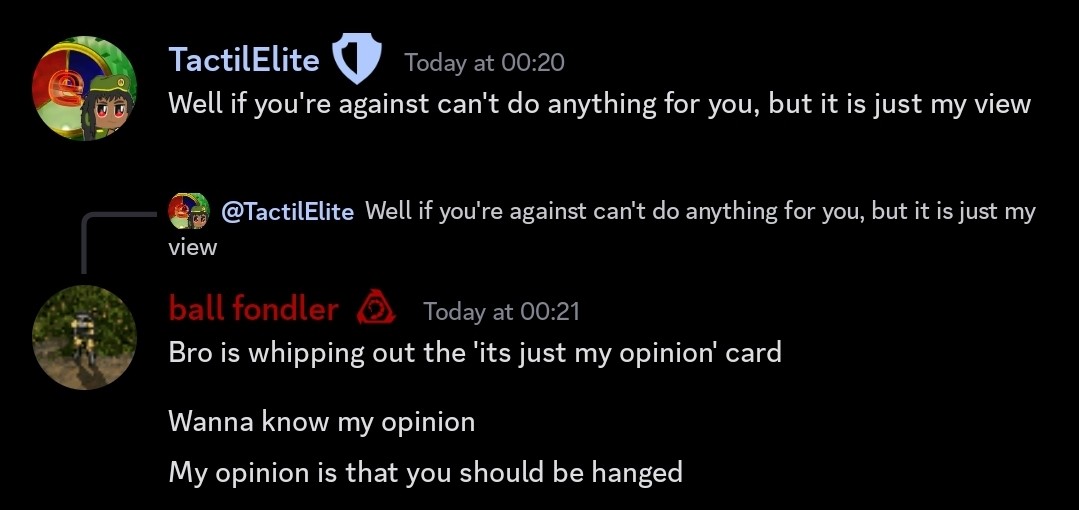 TactilElite Today at 00:20
Well if you're against can't do anything for you, but it is just my view
@TactilElite Well if you're against can't do anything for you, but it is just my
view
ball fondler Today at 00:21
Bro is whipping out the 'its just my opinion' card
Wanna know my opinion
My opinion is that you should be hanged